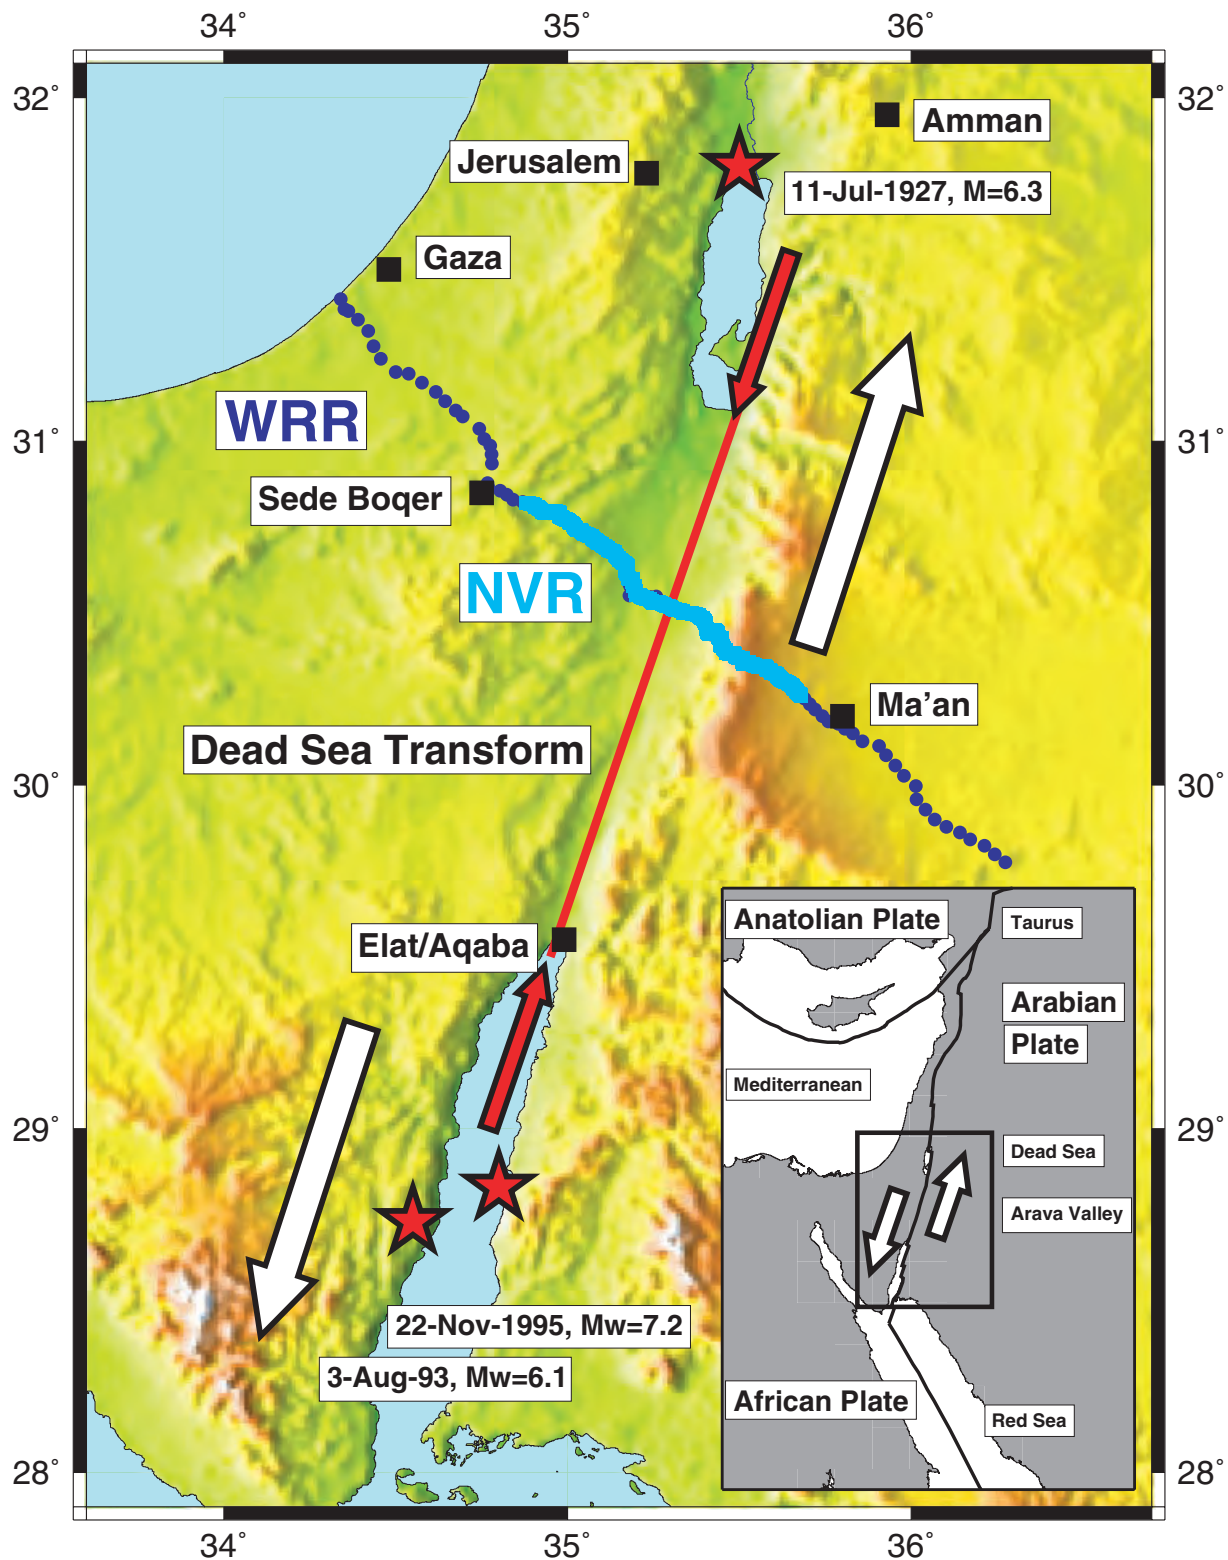 34° 35° 36°
32° 32°
Amman
Jerusalem
11-Jul-1927, M=6.3
Gaza
WRR
31° 31°
Sede Boqer
NVR
Ma'an
Dead Sea Transform
30° 30°
Elat/Aqaba
Anatolian Plate
Taurus
Arabian
Plate
Mediterranean
29° 29°
Dead Sea
Arava Valley
22-Nov-1995, Mw=7.2
3-Aug-93, Mw=6.1
African Plate
Red Sea
28° 28°
34° 35° 36°